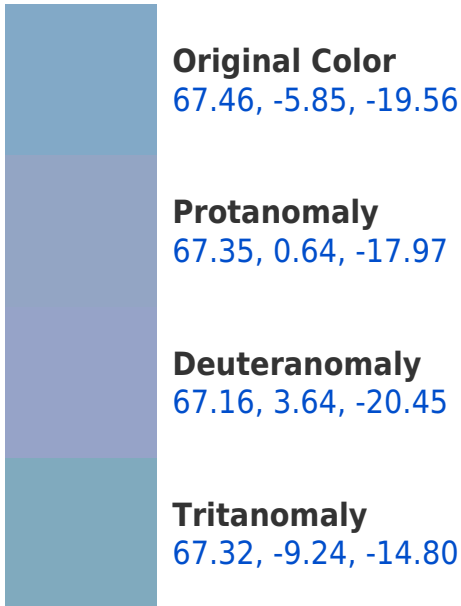 Original Color
67.46, -5.85, -19.56
Protanomaly
67.35, 0.64, -17.97
Deuteranomaly
67.16, 3.64, -20.45
Tritanomaly
67.32, -9.24, -14.80